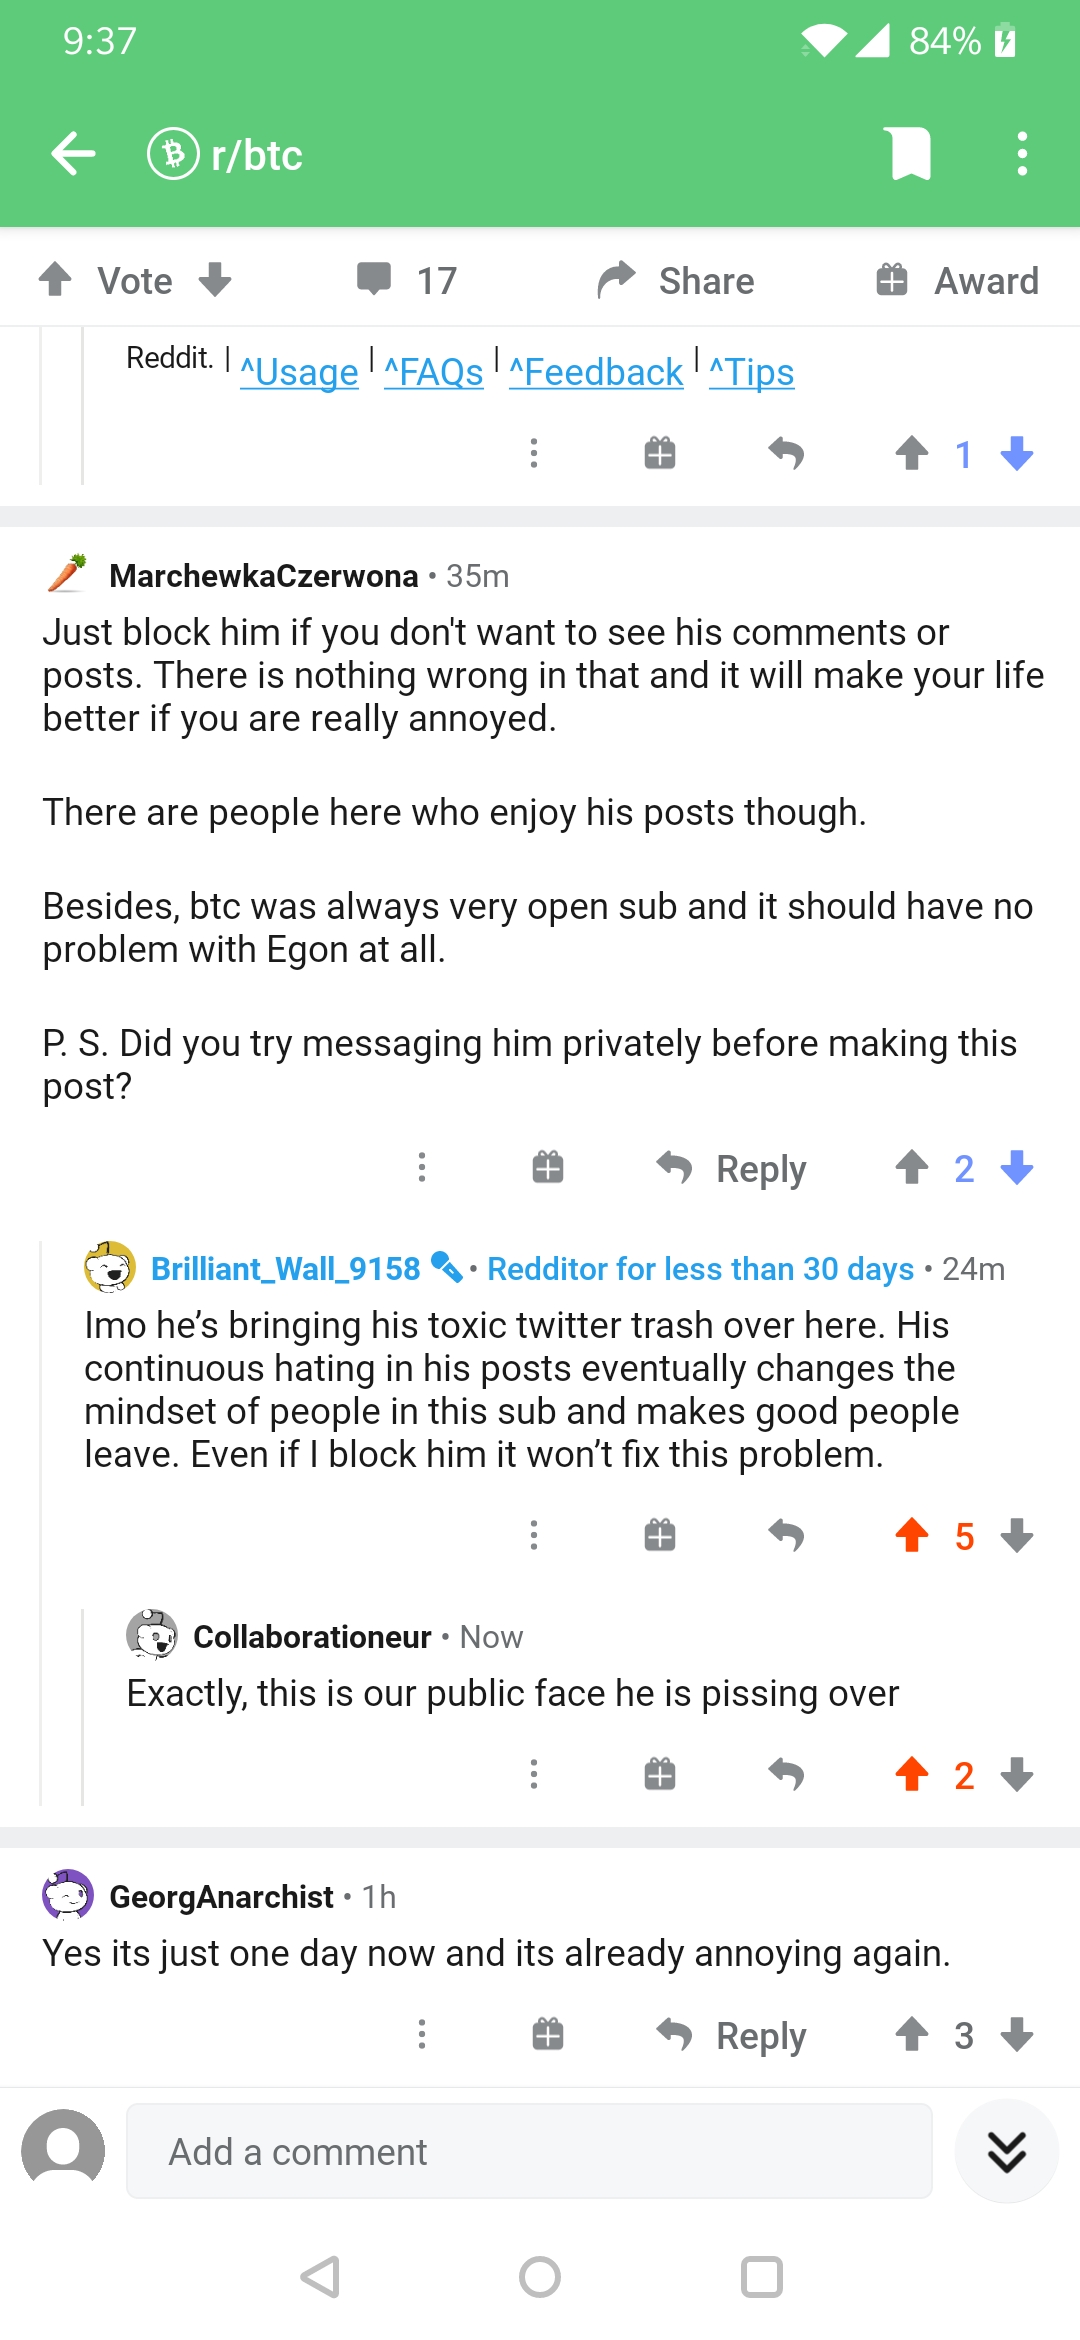 9:37 84%
r/btc
Vote 17 Share Award
Reddit. | ^Usage | ^FAQs | ^Feedback | ^Tips
1
MarchewkaCzerwona • 35m
Just block him if you don't want to see his comments or
posts. There is nothing wrong in that and it will make your life
better if you are really annoyed.
There are people here who enjoy his posts though.
Besides, btc was always very open sub and it should have no
problem with Egon at all.
P. S. Did you try messaging him privately before making this
post?
Reply 2
Brilliant_Wall_9158 • Redditor for less than 30 days • 24m
Imo he’s bringing his toxic twitter trash over here. His
continuous hating in his posts eventually changes the
mindset of people in this sub and makes good people
leave. Even if I block him it won’t fix this problem.
5
Collaborationeur • Now
Exactly, this is our public face he is pissing over
2
GeorgAnarchist • 1h
Yes its just one day now and its already annoying again.
Reply 3
Add a comment